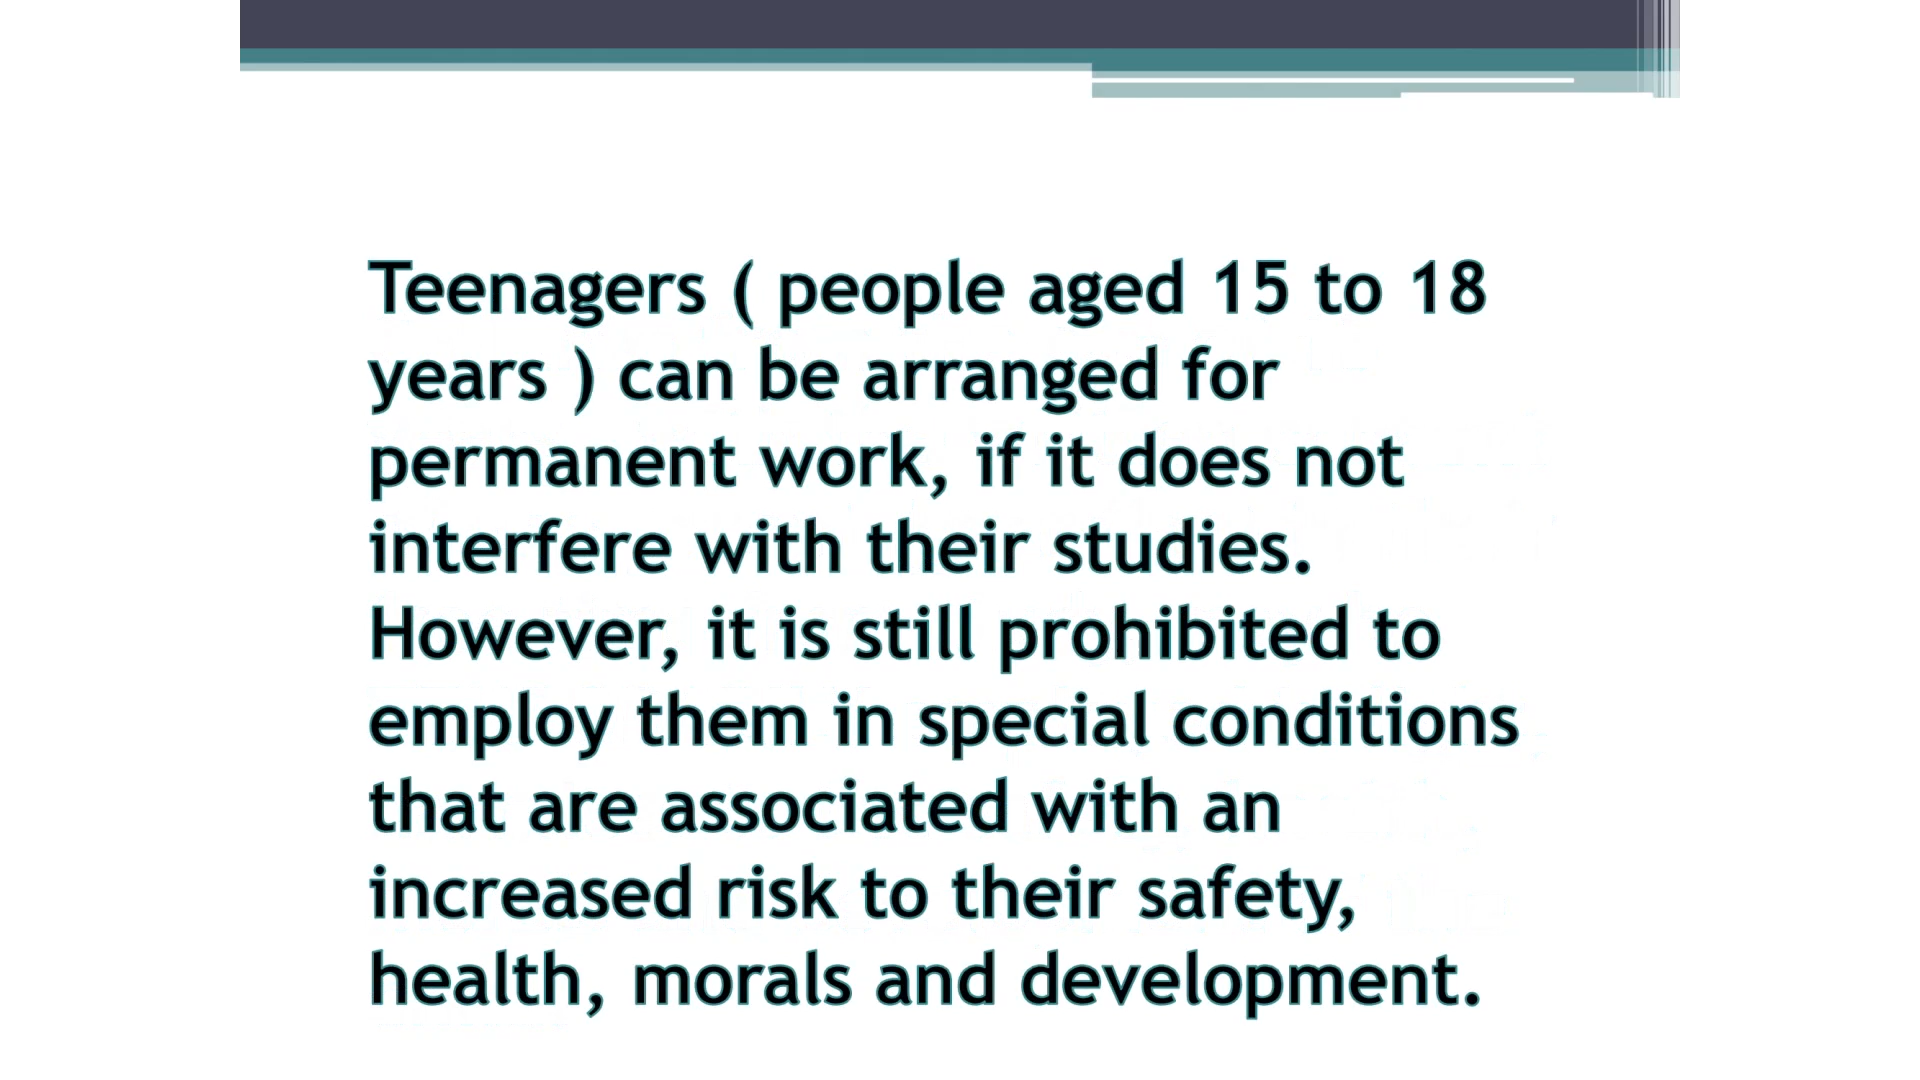 Teenagers ( people aged 15 to 18
years ) can be arranged for
permanent work, if it does not
interfere with their studies.
However, it is still prohibited to
employ them in special conditions
that are associated with an
increased risk to their safety,
health, morals and development.